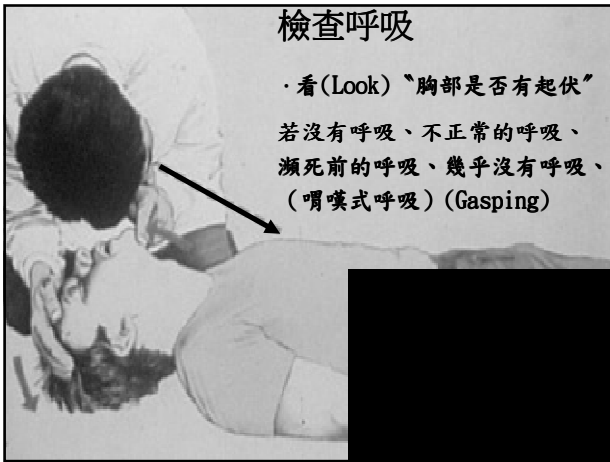 檢查呼吸
·看(Look)〝胸部是否有起伏〞
若沒有呼吸、不正常的呼吸、
瀕死前的呼吸、幾乎沒有呼吸、
(喟嘆式呼吸)(Gasping)